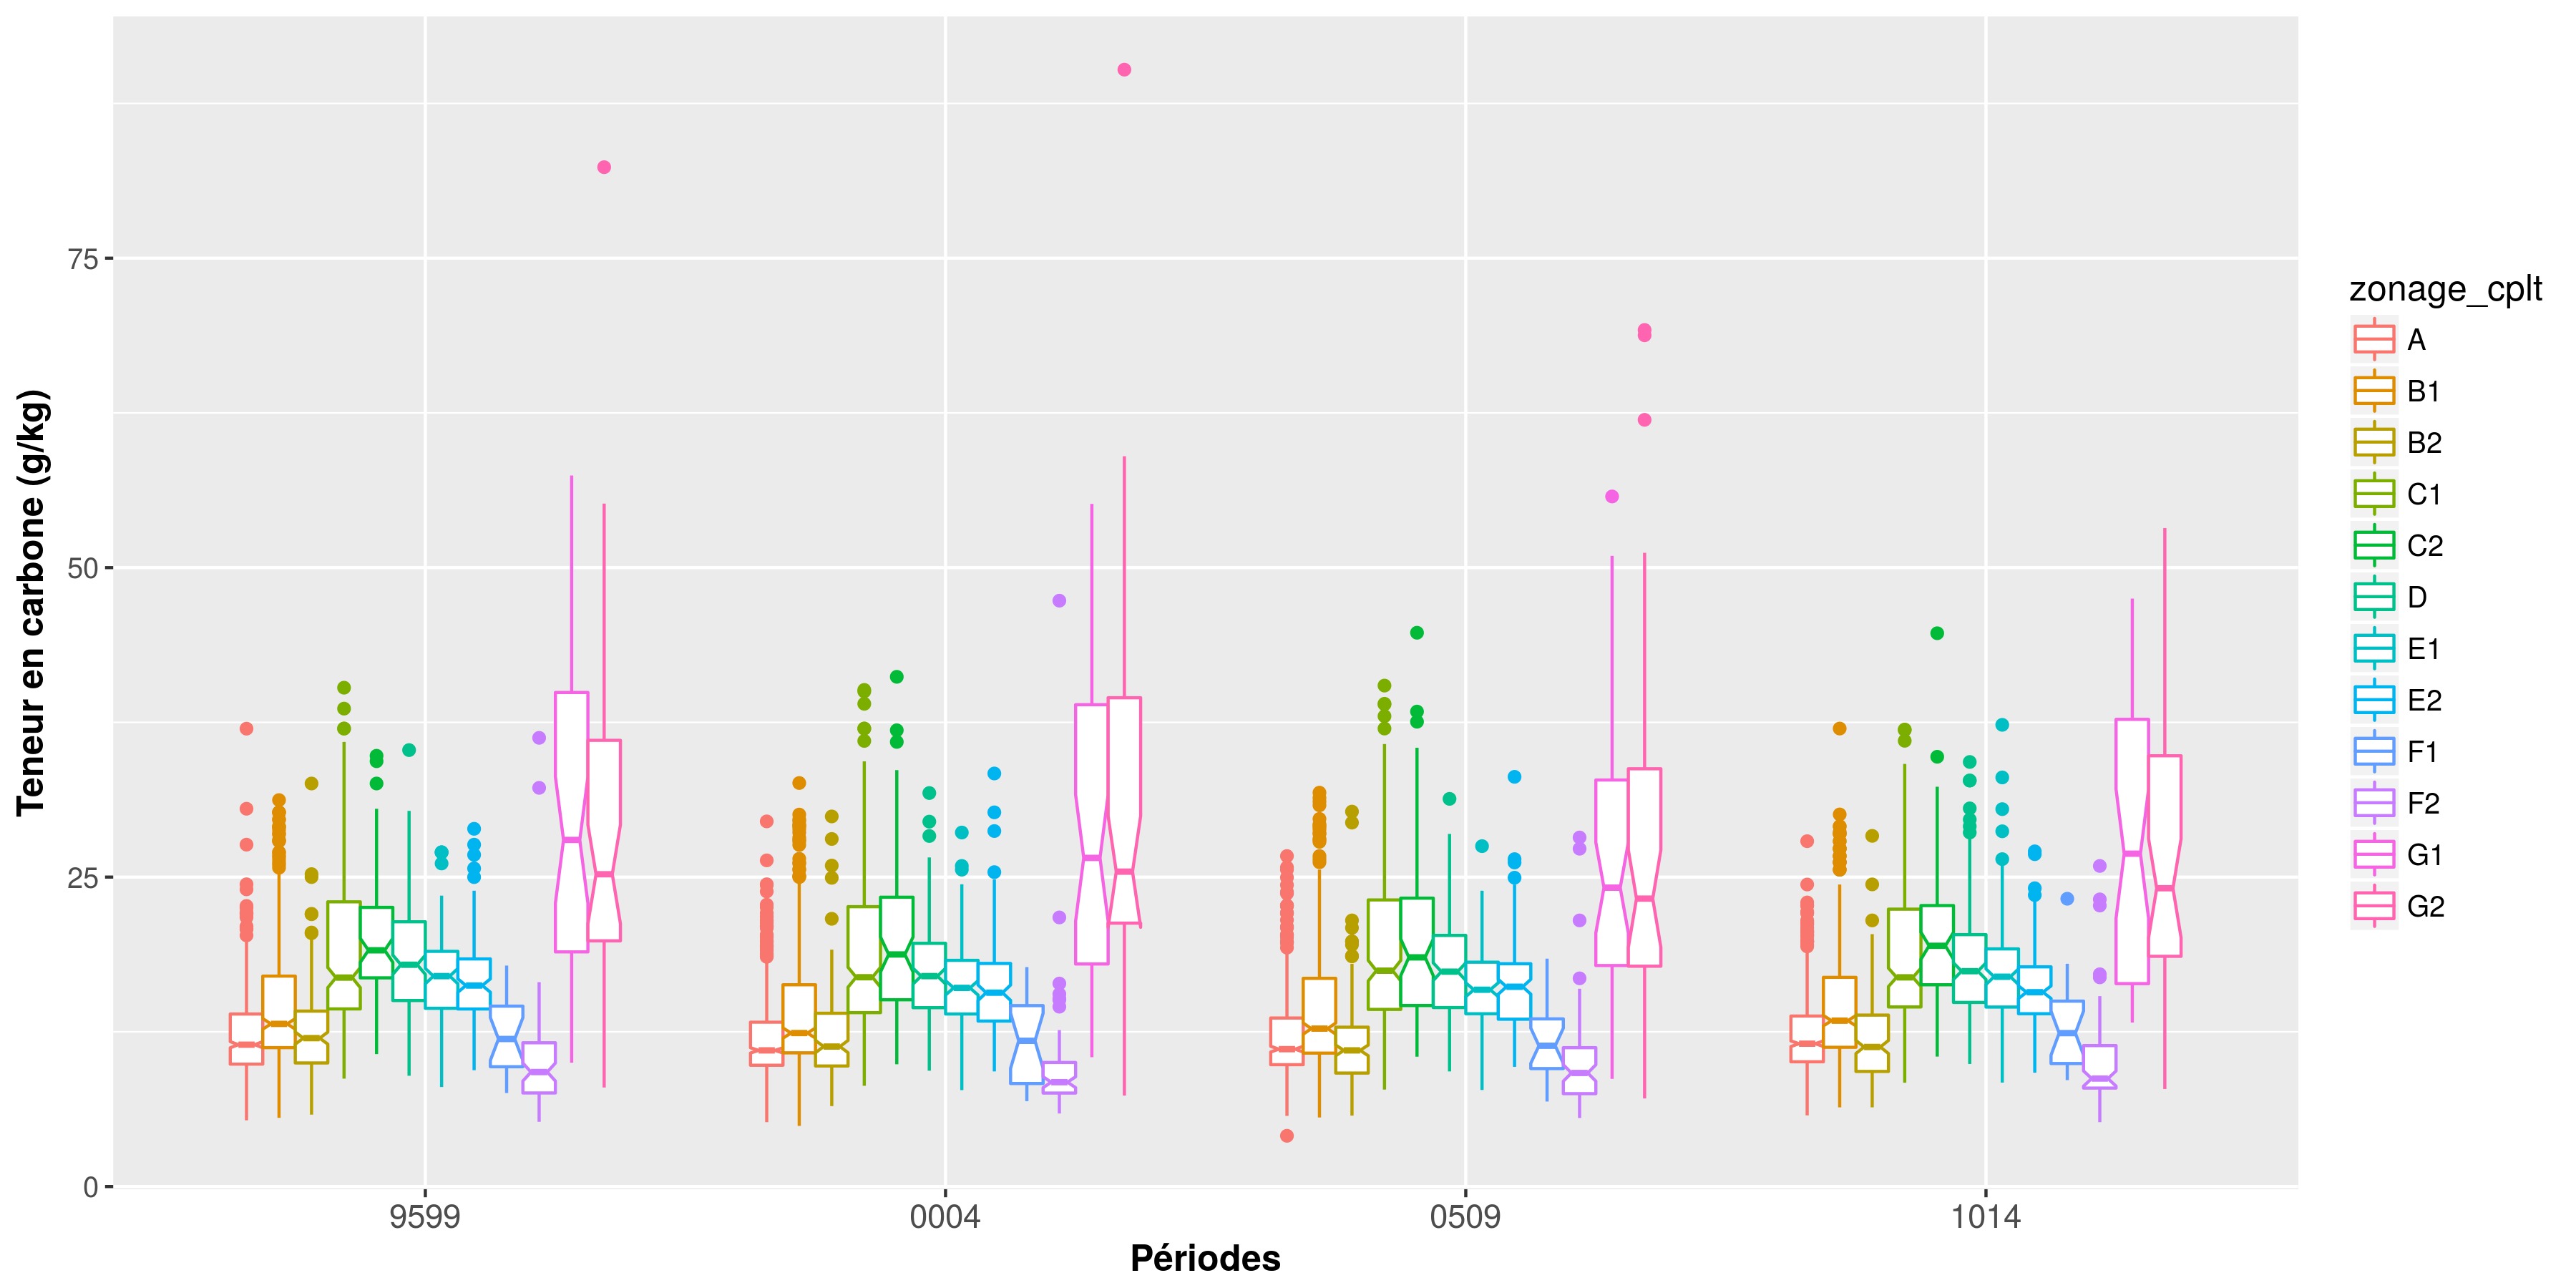 75
50
25
0
Teneur en carbone (g/kg)
9599
0004
0509
1014
Périodes
zonage_cplt
A
B1
B2
C1
C2
D
E1
E2
F1
F2
G1
G2